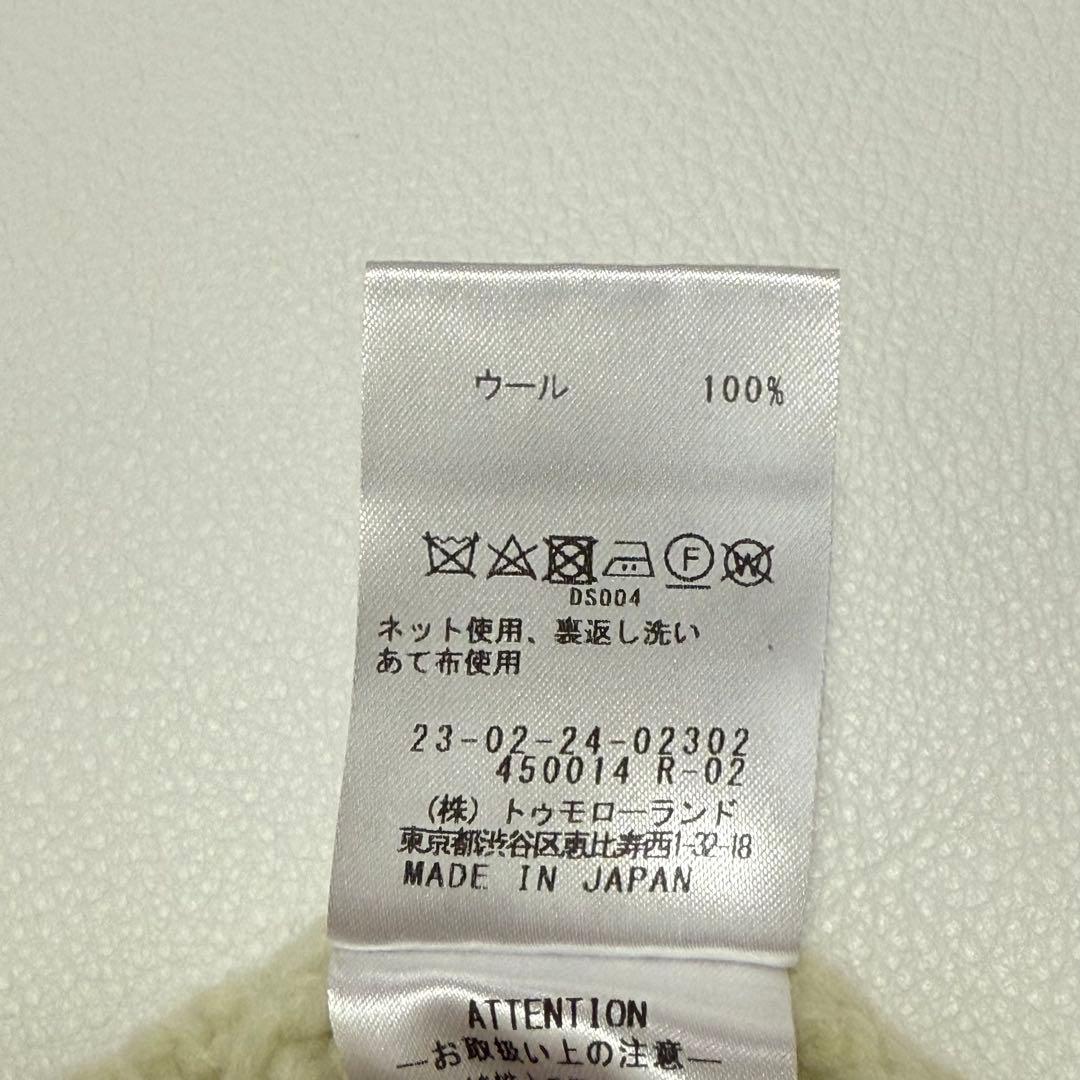 ウール 100%
F W
DS004
ネット使用、裏返し洗い
あて布使用
23-02-24-02302
450014 R-02
(株)トゥモローランド
東京都渋谷区恵比寿西1-32-18
MADE IN JAPAN
ATTENTION
—お取扱い上の注意—